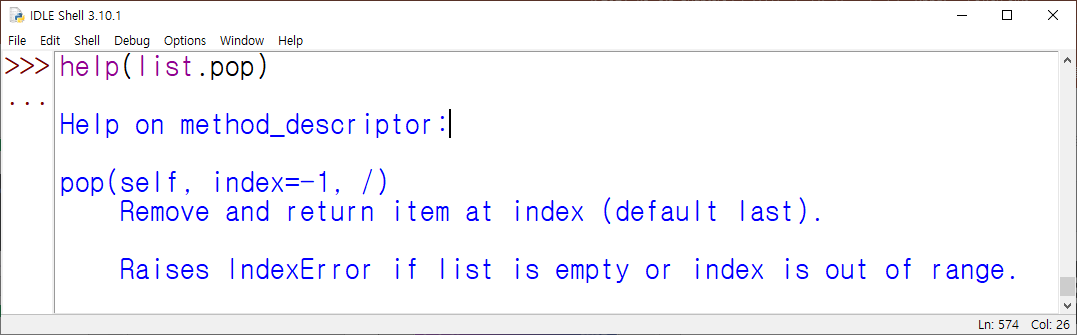 IDLE Shell 3.10.1
File Edit Shell Debug Options Window Help
>>> help(list.pop)
...
Help on method_descriptor:
pop(self, index=-1, /)
Remove and return item at index (default last).
Raises IndexError if list is empty or index is out of range.
Ln: 574 Col: 26